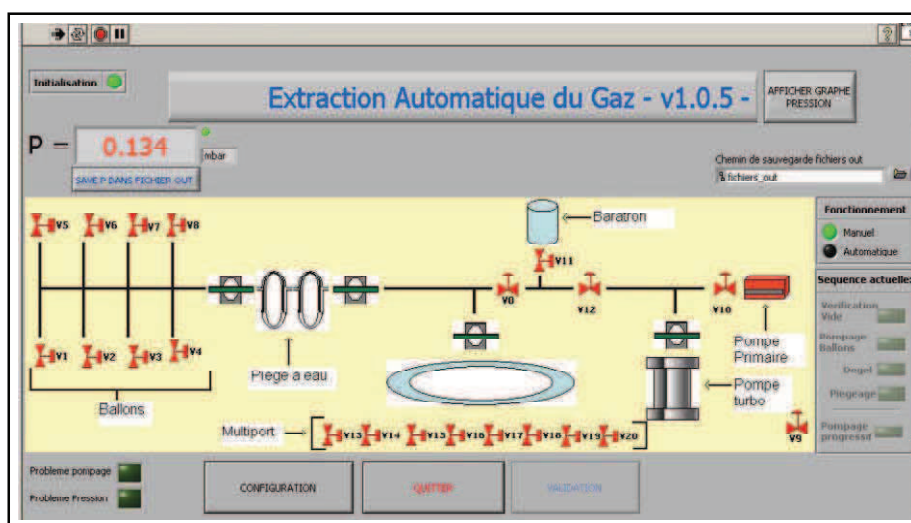 Initialisation
Extraction Automatique du Gaz - v1.0.5 -
AFFICHER GRAPHE
PRESSION
P =
0.134
mbar
SAVE P DANS FICHIER OUT
Chemin de sauvegarde fichiers out
fichiers_out
V5
V6
V7
V8
Baratron
V11
V0
V12
V10
V1
V2
V3
V4
Piège à eau
Ballons
Pompe
Primaire
Pompe
turbo
Multiport
V13
V14
V15
V16
V17
V18
V19
V20
V9
Fonctionnement
Manuel
Automatique
Sequence actuelle:
Verification
Vide
Pompage
Ballons
Degel
Piegeage
Pompage
progressif
Probleme pompage
Probleme Pression
CONFIGURATION
QUITTER
VALIDATION